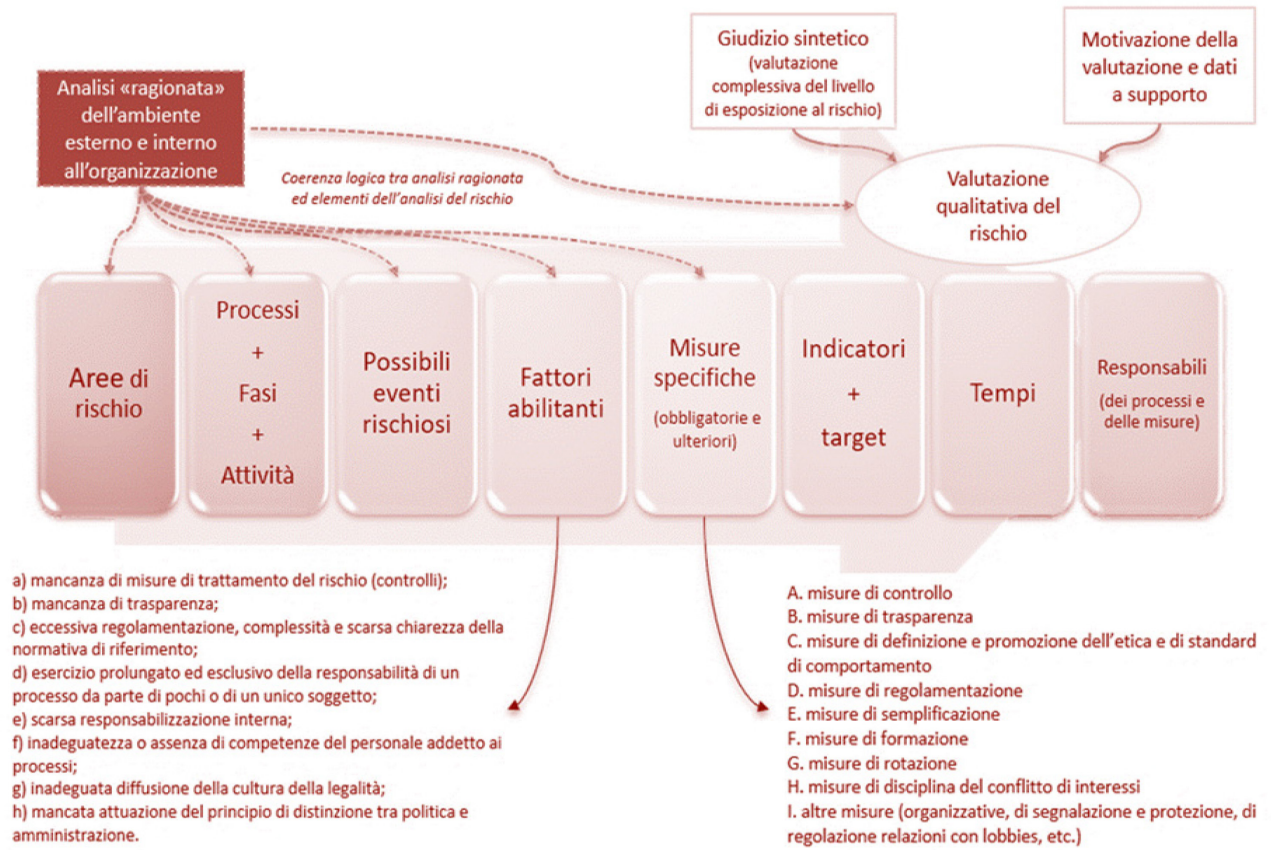 Giudizio sintetico
(valutazione
complessiva del livello
di esposizione al rischio)
Motivazione della
valutazione e dati
a supporto
Analisi «ragionata»
dell'ambiente
esterno e interno
all'organizzazione
Coerenza logica tra analisi ragionata
ed elementi dell'analisi del rischio
Valutazione
qualitativa del
rischio
Aree di
rischio
Processi
+
Fasi
+
Attività
Possibili
eventi
rischiosi
Fattori
abilitanti
Misure
specifiche
(obbligatorie e
ulteriori)
Indicatori
+
target
Tempi
Responsabili
(dei processi e
delle misure)
a) mancanza di misure di trattamento del rischio (controlli);
b) mancanza di trasparenza;
c) eccessiva regolamentazione, complessità e scarsa chiarezza della
normativa di riferimento;
d) esercizio prolungato ed esclusivo della responsabilità di un
processo da parte di pochi o di un unico soggetto;
e) scarsa responsabilizzazione interna;
f) inadeguatezza o assenza di competenze del personale addetto ai
processi;
g) inadeguata diffusione della cultura della legalità;
h) mancata attuazione del principio di distinzione tra politica e
amministrazione.
A. misure di controllo
B. misure di trasparenza
C. misure di definizione e promozione dell'etica e di standard
di comportamento
D. misure di regolamentazione
E. misure di semplificazione
F. misure di formazione
G. misure di rotazione
H. misure di disciplina del conflitto di interessi
I. altre misure (organizzative, di segnalazione e protezione, di
regolazione relazioni con lobbies, etc.)